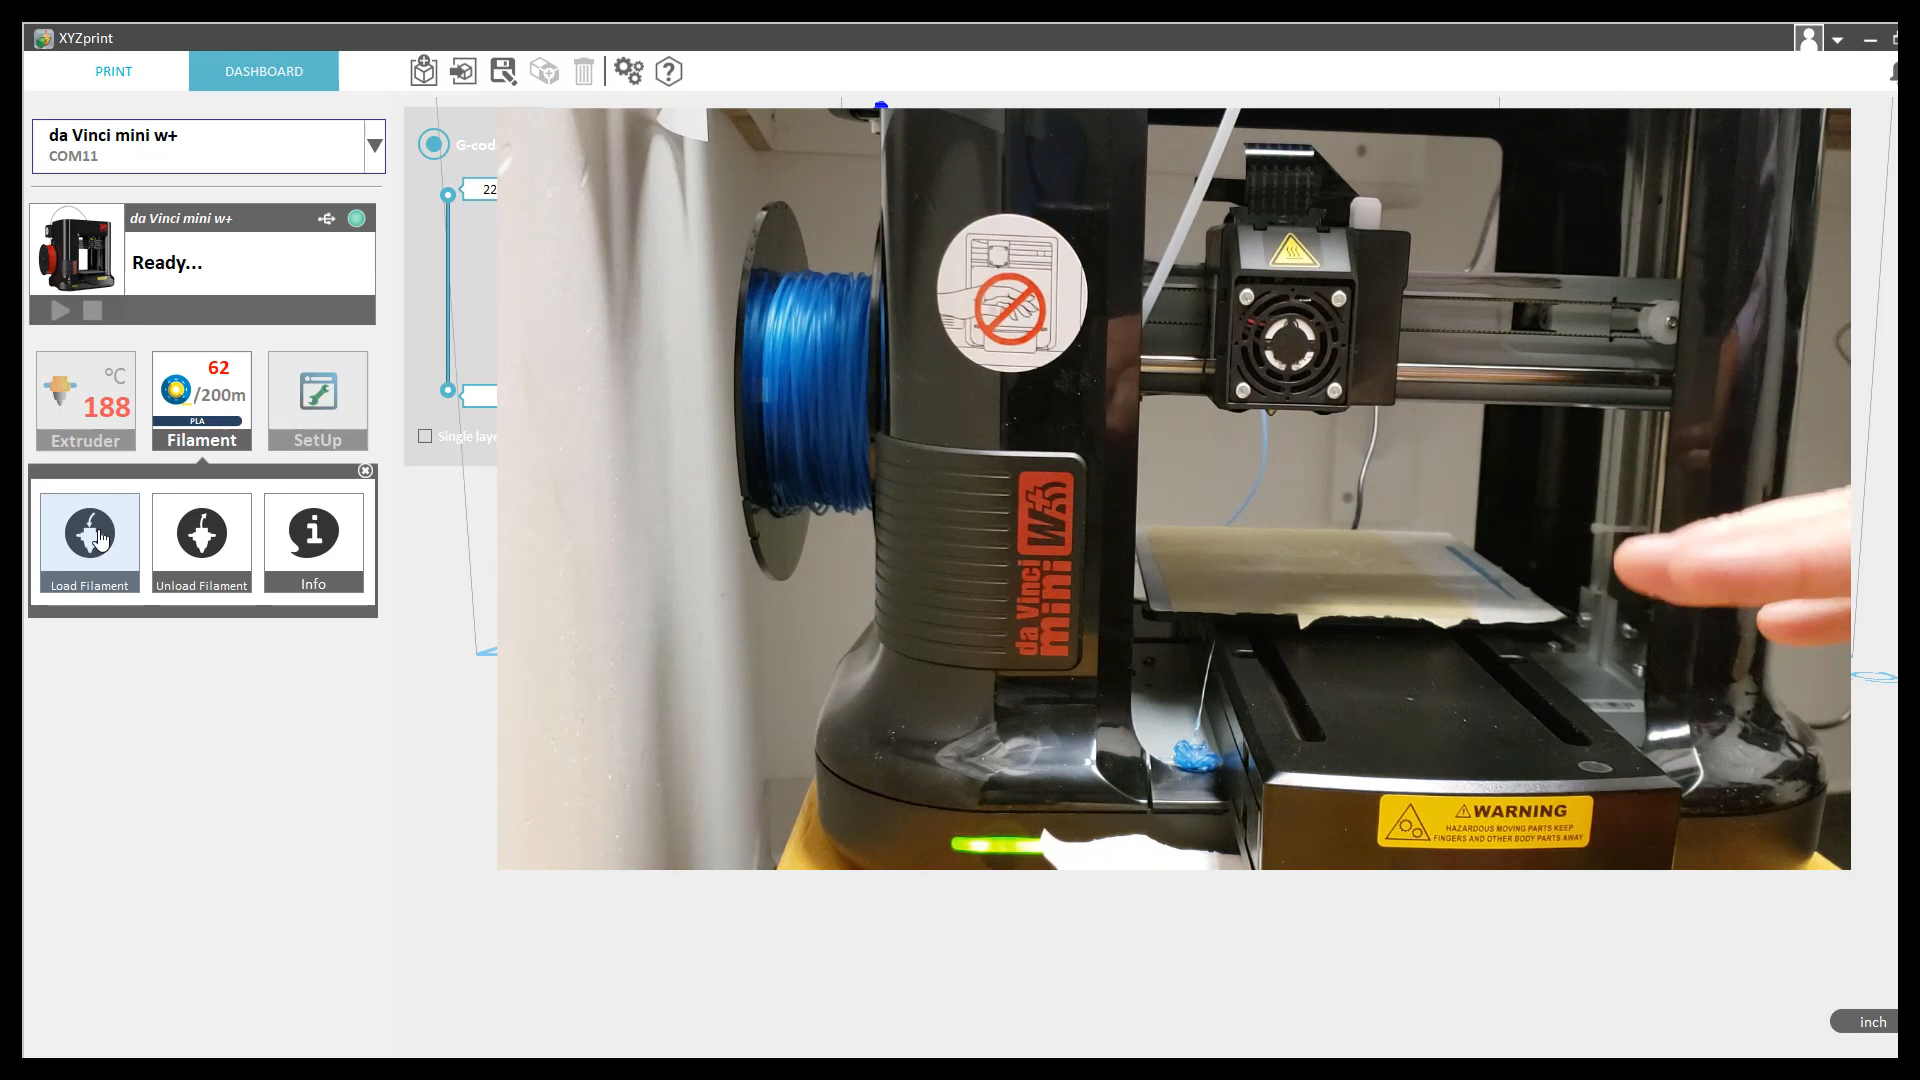 XYZprint
PRINT
DASHBOARD
da Vinci mini w+
COM11
da Vinci mini w+
Ready...
°C
188
Extruder
62
/200m
PLA
Filament
SetUp
Load Filament
Unload Filament
Info
G-cod
22
Single laye
da Vinci
mini W+
WARNING
HAZARDOUS MOVING PARTS KEEP
FINGERS AND OTHER BODY PARTS AWAY
inch